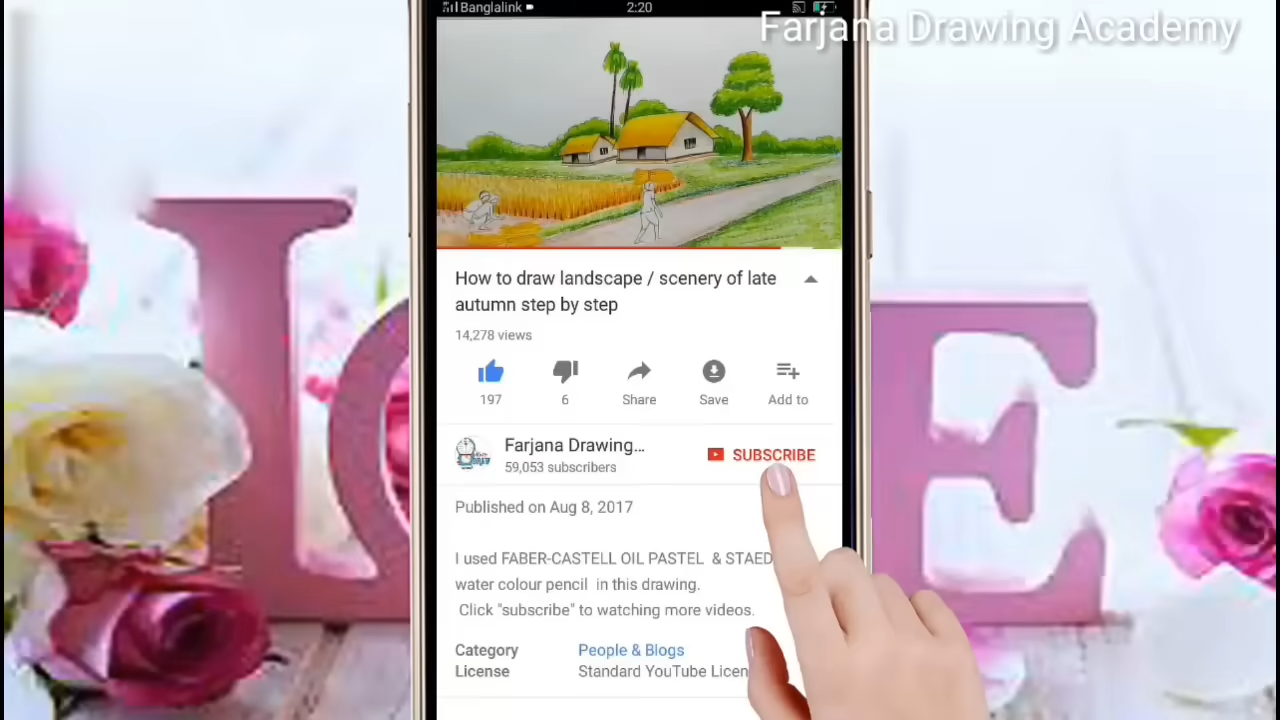 Banglalink
2:20
Farjana Drawing Academy
How to draw landscape / scenery of late
autumn step by step
14,278 views
197
6
Share
Save
Add to
Farjana Drawing...
59,053 subscribers
SUBSCRIBE
Published on Aug 8, 2017
I used FABER-CASTELL OIL PASTEL & STAED
water colour pencil in this drawing.
Click "subscribe" to watching more videos.
Category People & Blogs
License Standard YouTube Licen